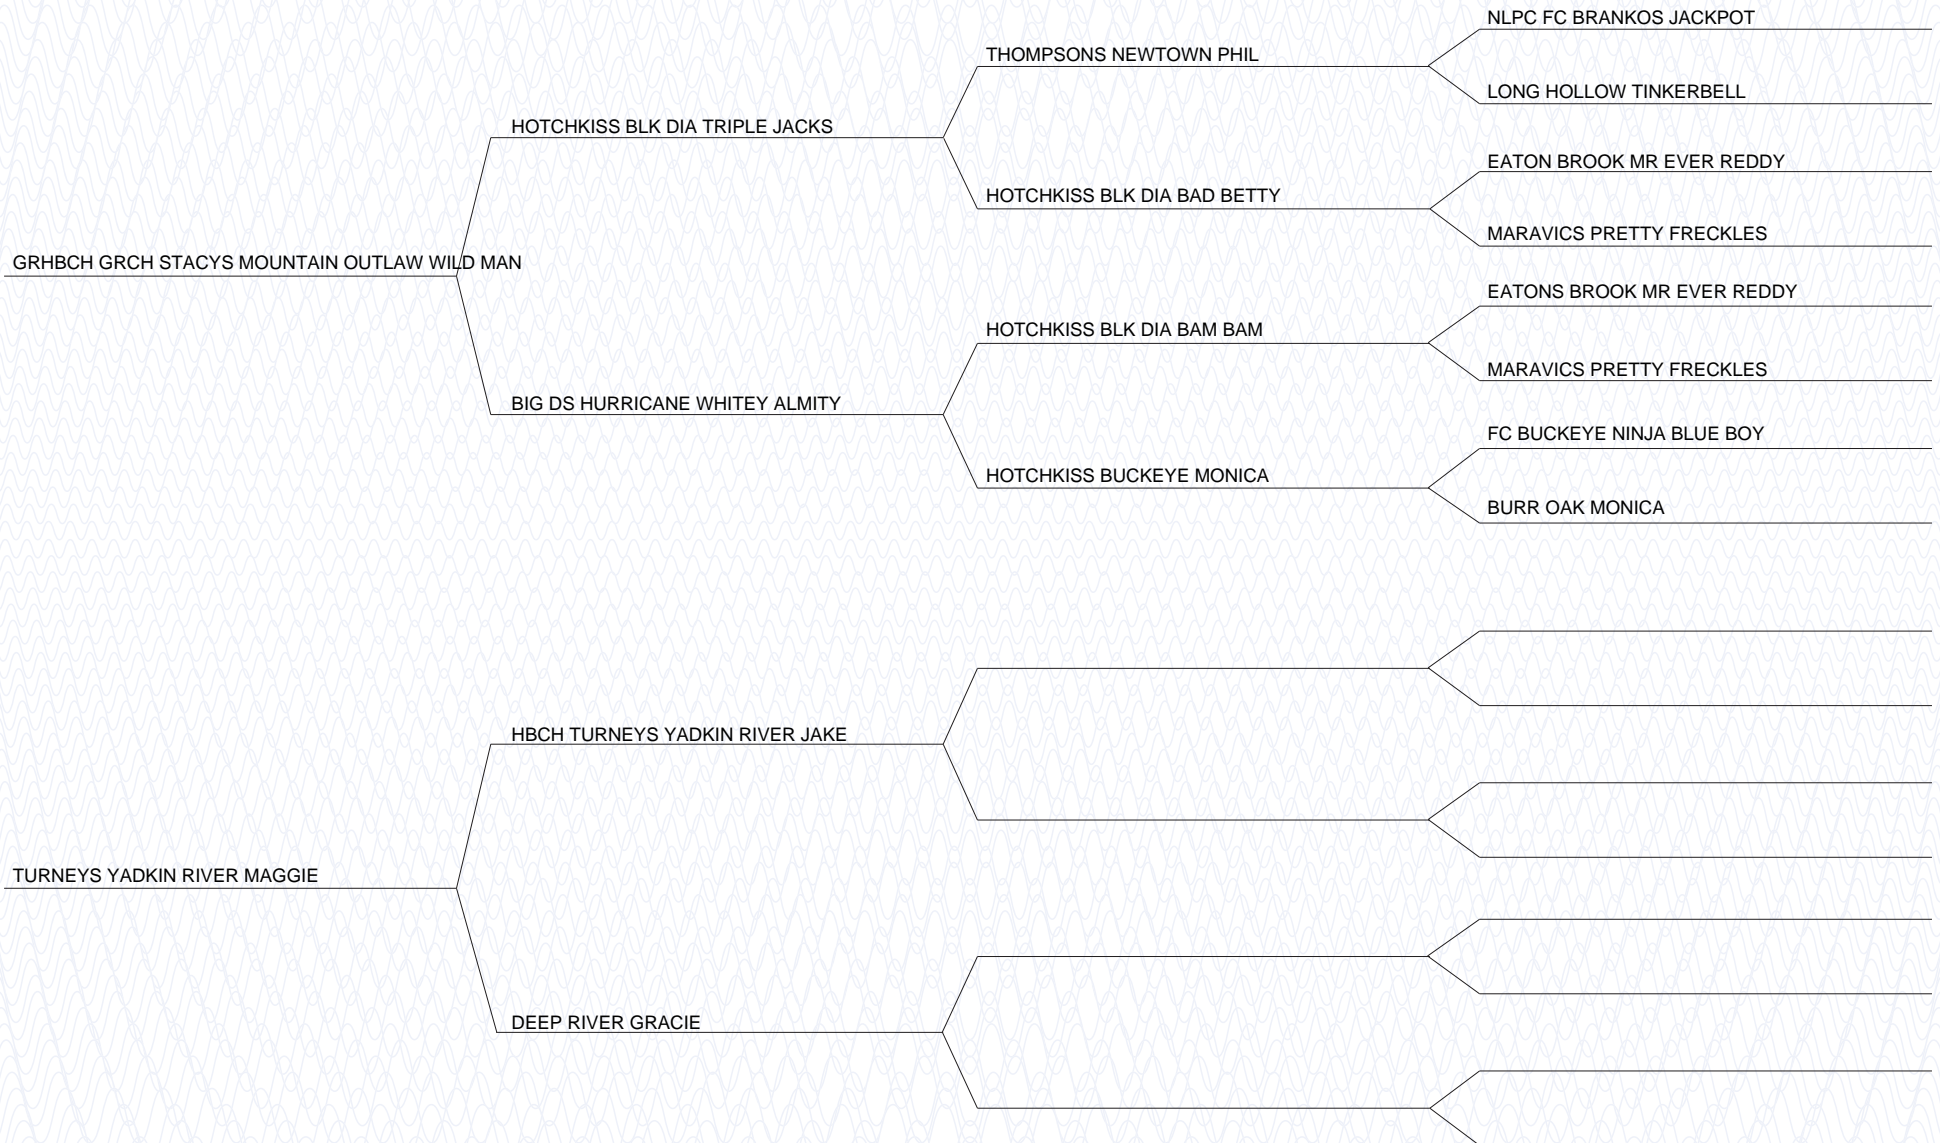 NLPC FC BRANKOS JACKPOT
THOMPSONS NEWTOWN PHIL
LONG HOLLOW TINKERBELL
HOTCHKISS BLK DIA TRIPLE JACKS
EATON BROOK MR EVER REDDY
HOTCHKISS BLK DIA BAD BETTY
MARAVICS PRETTY FRECKLES
GRHBCH GRCH STACYS MOUNTAIN OUTLAW WILD MAN
EATONS BROOK MR EVER REDDY
HOTCHKISS BLK DIA BAM BAM
MARAVICS PRETTY FRECKLES
BIG DS HURRICANE WHITEY ALMITY
FC BUCKEYE NINJA BLUE BOY
HOTCHKISS BUCKEYE MONICA
BURR OAK MONICA
HBCH TURNEYS YADKIN RIVER JAKE
TURNEYS YADKIN RIVER MAGGIE
DEEP RIVER GRACIE